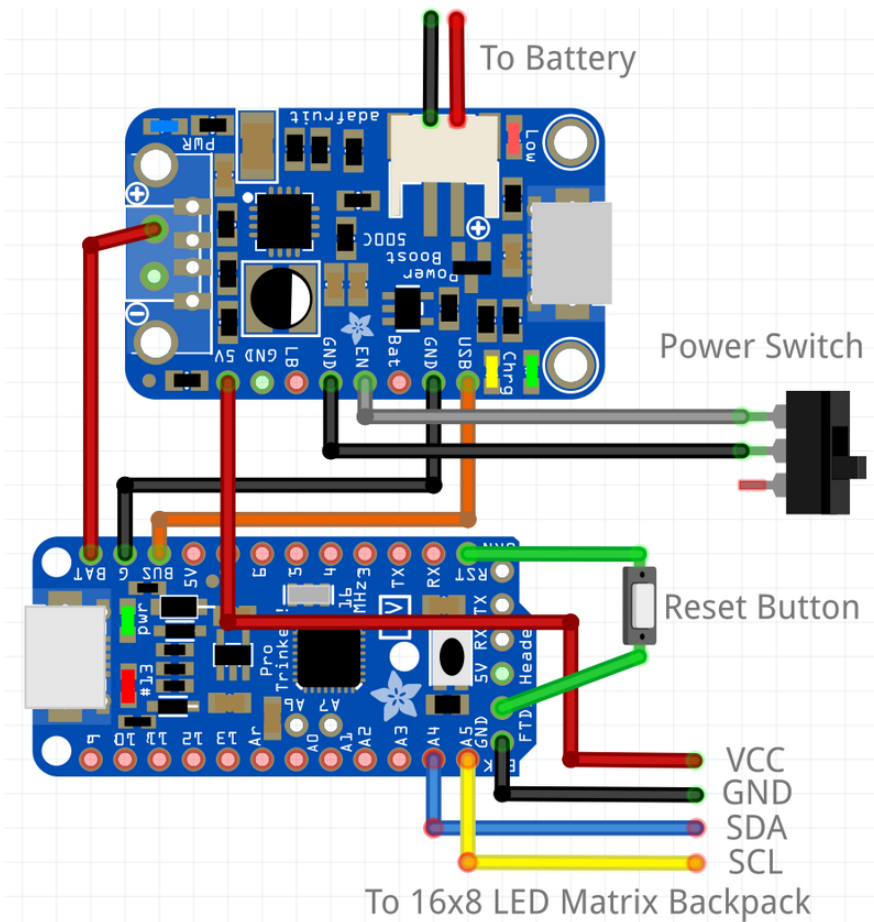 To Battery
adafruit
PWR
Low
+
500C
+
Boost
Power
−
5V GND LB GND EN Bat GND USB Chrg
Power Switch
BAT G BUS 5V 6 5 4 3 TX RX RST
16
MHz
V
TX
pwr
Reset Button
RX
Pro
Trinket
5V
Header
#13
A6 A7
GND
FTDI
9 10 11 12 13 Ar A0 A1 A2 A3 A4 A5
VCC
GND
SDA
SCL
To 16x8 LED Matrix Backpack